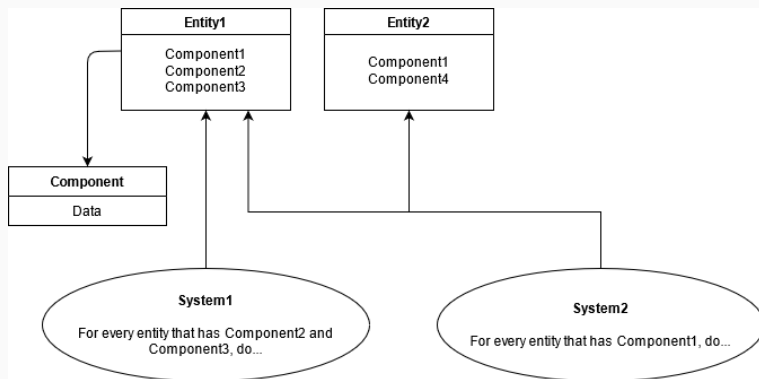 Entity1
Component1
Component2
Component3
Entity2
Component1
Component4
Component
Data
System1
For every entity that has Component2 and
Component3, do...
System2
For every entity that has Component1, do...